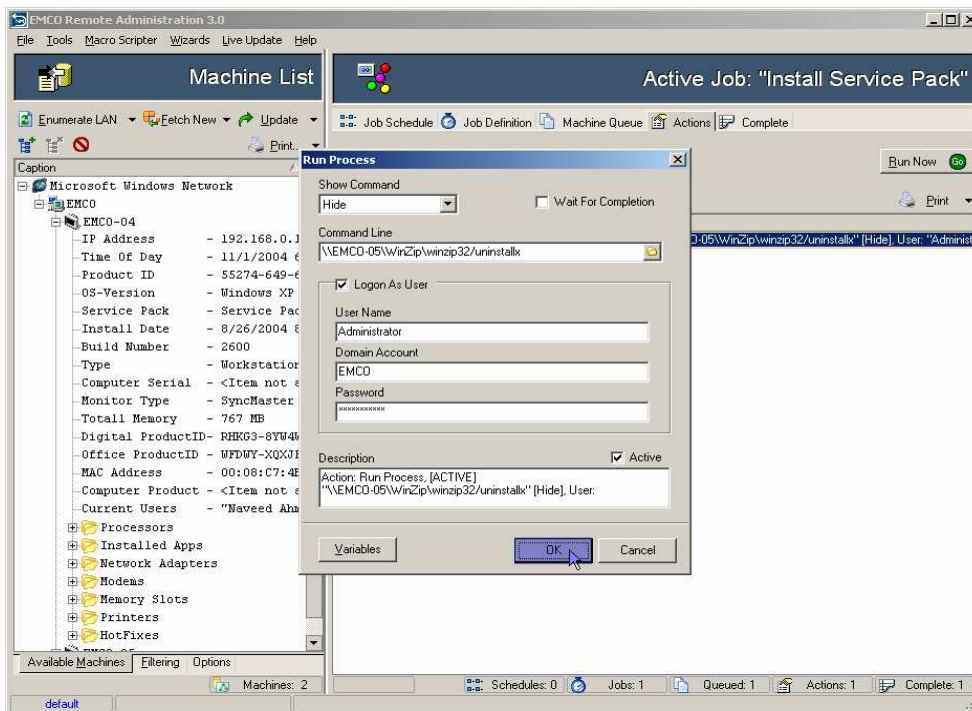 EMCO Remote Administration 3.0
File Tools Macro Scripter Wizards Live Update Help
Machine List
Active Job: "Install Service Pack"
Enumerate LAN Fetch New Update
Print..
Job Schedule Job Definition Machine Queue Actions Complete
Run Now Go
Print
Caption
Microsoft Windows Network
EMCO
EMCO-04
IP Address - 192.168.0.1
Time Of Day - 11/1/2004 6
Product ID - 55274-649-6
OS-Version - Windows XP
Service Pack - Service Pac
Install Date - 8/26/2004 8
Build Number - 2600
Type - Workstation
Computer Serial - <Item not a
Monitor Type - SyncMaster
Totall Memory - 767 MB
Digital ProductID- RHKG3-8YW4W
Office ProductID - WFDWY-XQXJ
MAC Address - 00:08:C7:4
Computer Product - <Item not a
Current Users - "Naveed Ahm
Processors
Installed Apps
Network Adapters
Modems
Memory Slots
Printers
HotFixes
Available Machines Filtering Options
Machines: 2
default
Run Process
Show Command
Hide
Wait For Completion
Command Line
\\EMCO-05\WinZip\winzip32/uninstallx
Logon As User
User Name
Administrator
Domain Account
EMCO
Password
xxxxxxxxxxx
Description
Active
Action: Run Process, [ACTIVE]
"\\EMCO-05\WinZip\winzip32/uninstallx" [Hide], User:
Variables OK Cancel
O-05\WinZip\winzip32/uninstallx" [Hide], User: "Administ
Schedules: 0 Jobs: 1 Queued: 1 Actions: 1 Complete: 1